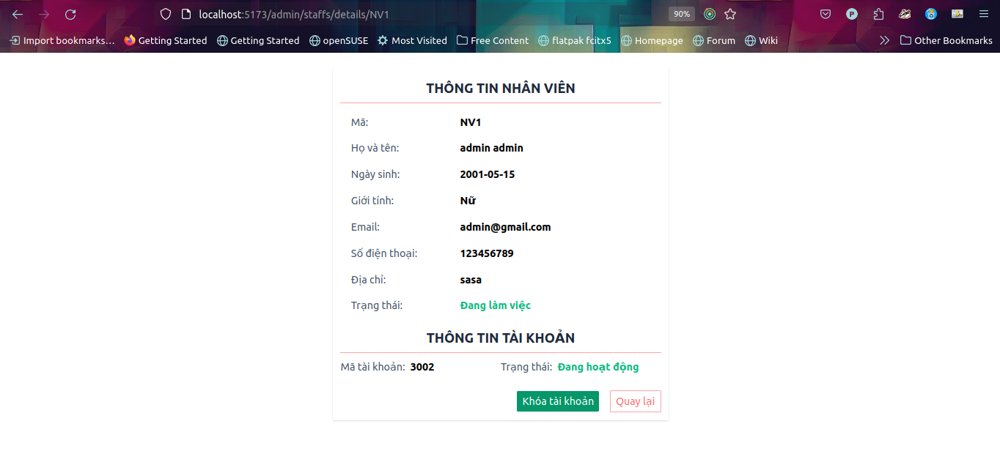 localhost:5173/admin/staffs/details/NV1
90%
Import bookmarks... Getting Started Getting Started openSUSE Most Visited Free Content flatpak fcitx5 Homepage Forum Wiki Other Bookmarks
THÔNG TIN NHÂN VIÊN
Mã: NV1
Họ và tên: admin admin
Ngày sinh: 2001-05-15
Giới tính: Nữ
Email: admin@gmail.com
Số điện thoại: 123456789
Địa chỉ: sasa
Trạng thái: Đang làm việc
THÔNG TIN TÀI KHOẢN
Mã tài khoản: 3002 Trạng thái: Đang hoạt động
Khóa tài khoản Quay lại